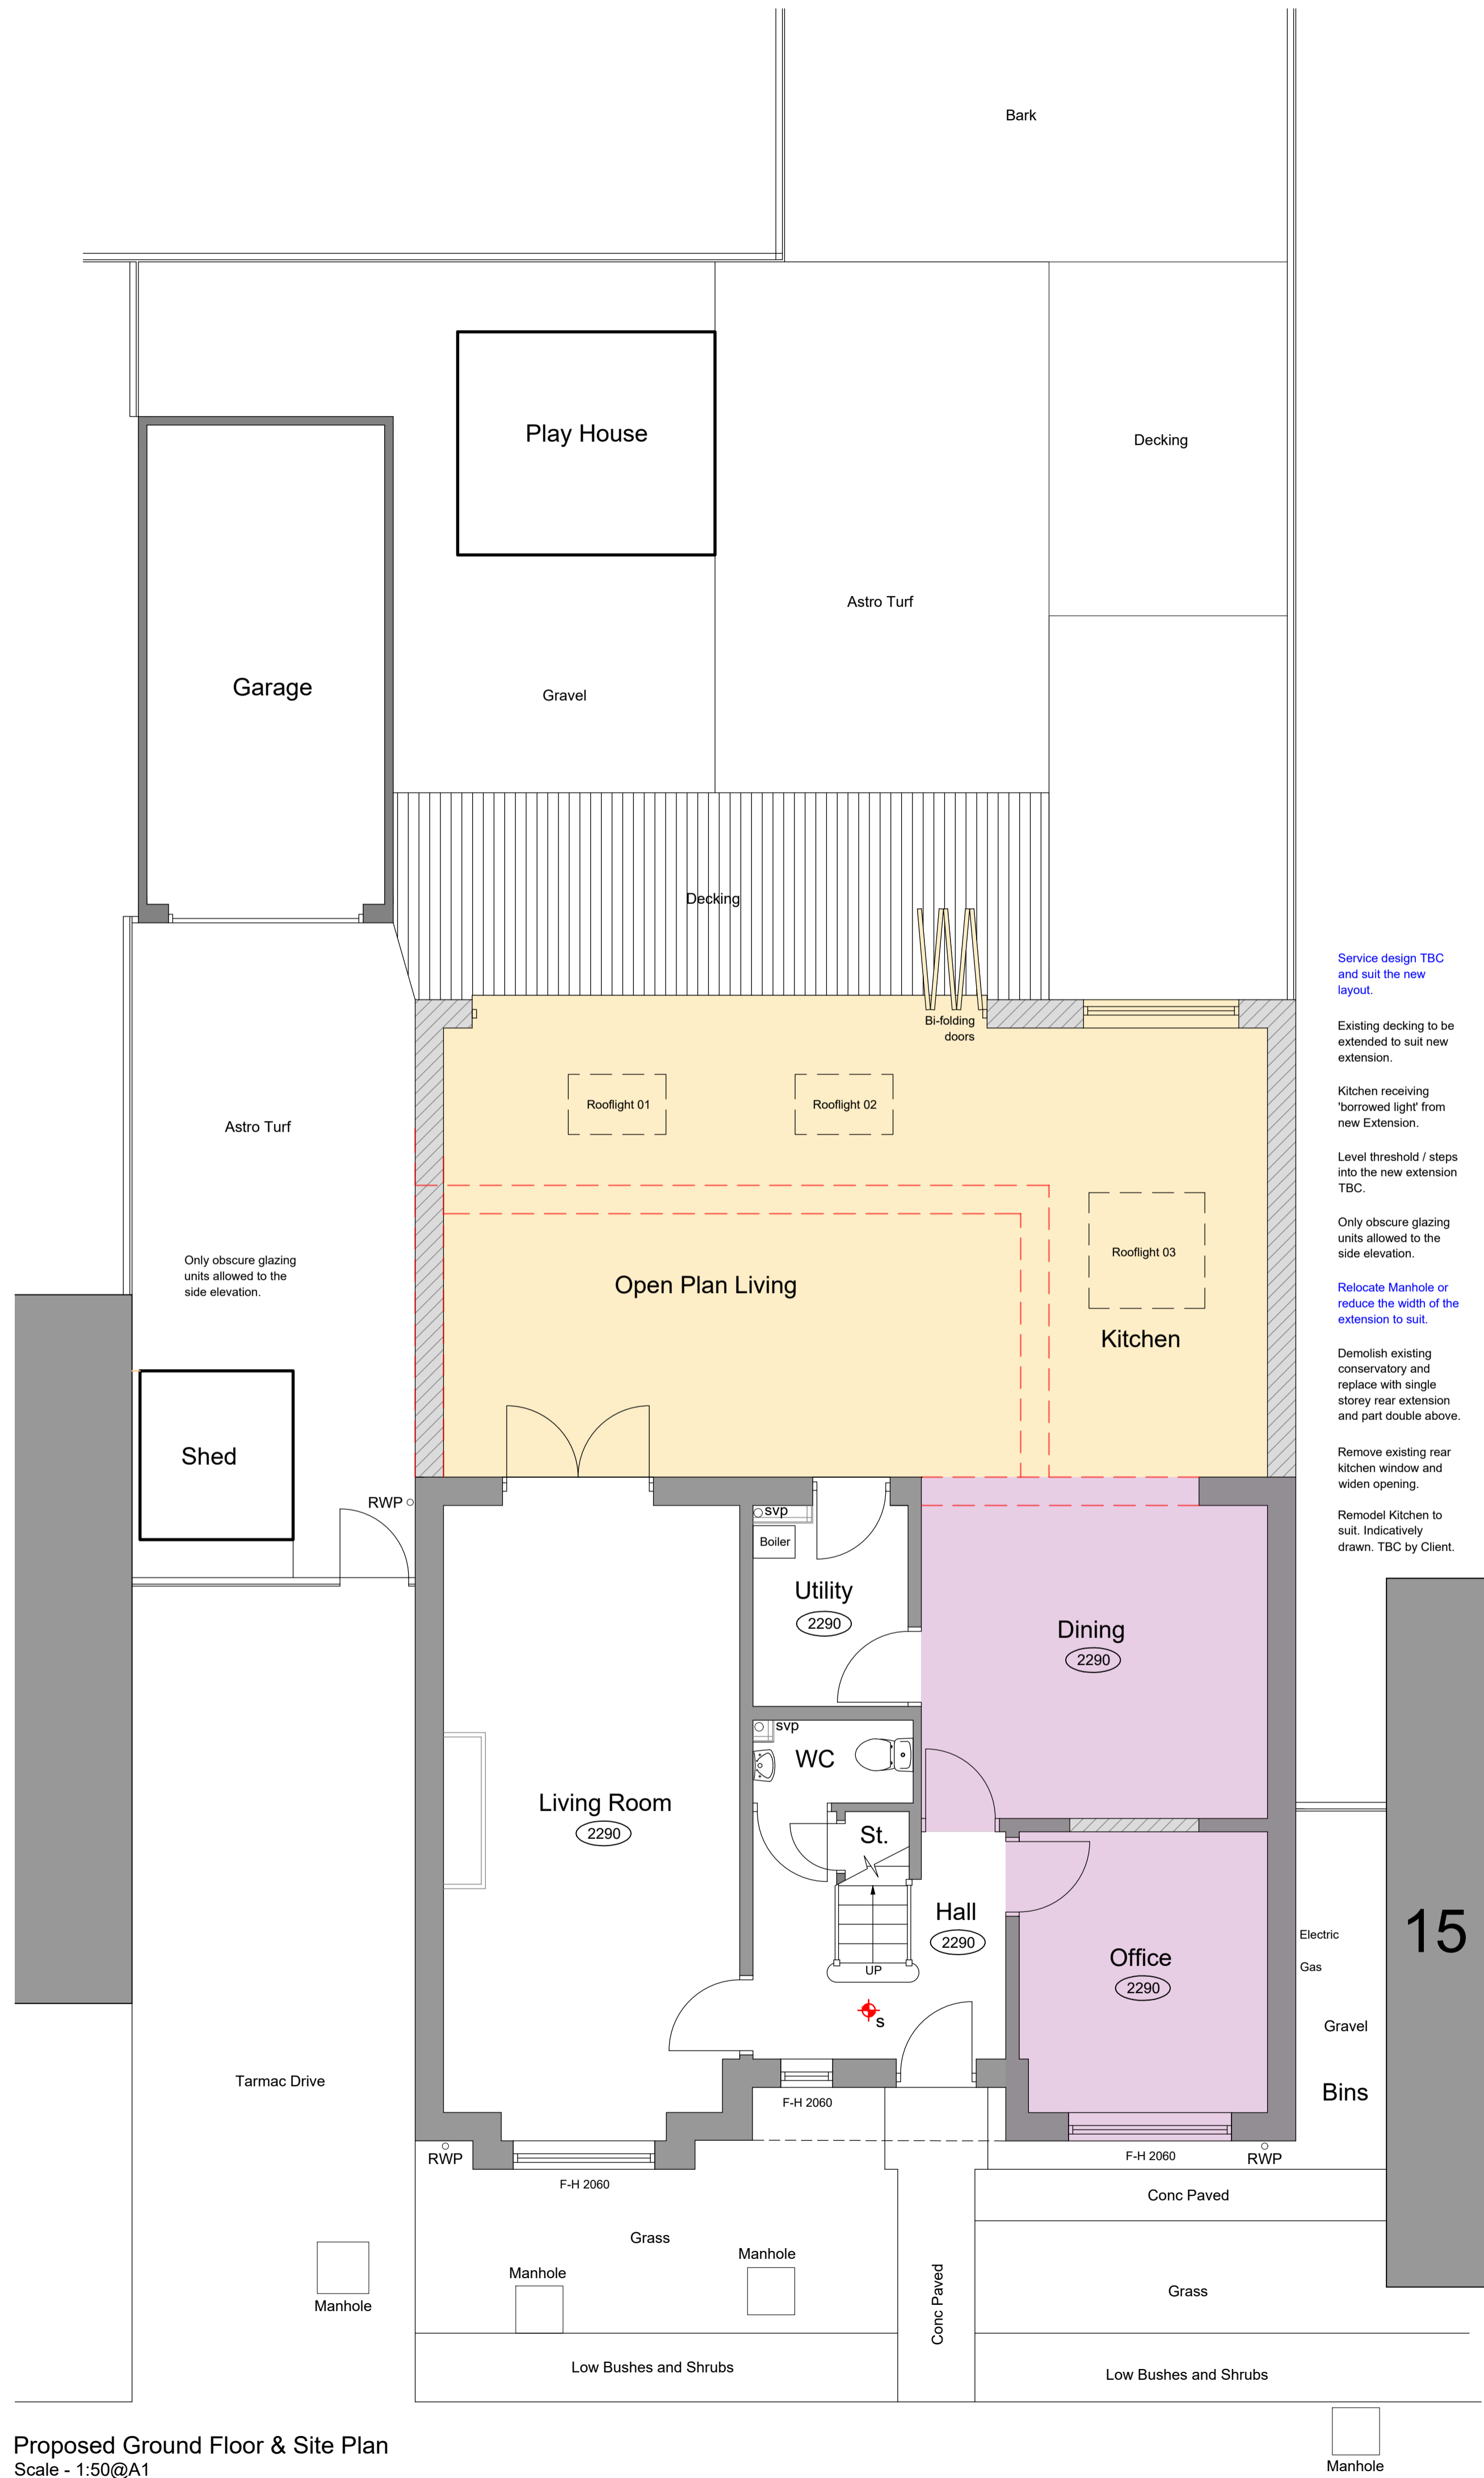 Bark
Play House
Decking
Astro Turf
Garage
Gravel
Decking
Service design TBC
and suit the new
layout.
Bi-folding
doors
Existing decking to be
extended to suit new
extension.
Kitchen receiving
'borrowed light' from
new Extension.
Rooflight 01
Rooflight 02
Astro Turf
Level threshold / steps
into the new extension
TBC.
Only obscure glazing
units allowed to the
side elevation.
Rooflight 03
Only obscure glazing
units allowed to the
side elevation.
Open Plan Living
Kitchen
Relocate Manhole or
reduce the width of the
extension to suit.
Demolish existing
conservatory and
replace with single
storey rear extension
and part double above.
Shed
RWP
Remove existing rear
kitchen window and
widen opening.
Remodel Kitchen to
suit. Indicatively
drawn. TBC by Client.
svp
Boiler
Utility
2290
Dining
2290
svp
WC
Living Room
2290
St.
Hall
2290
UP
s
Office
2290
Electric
Gas
15
Gravel
Bins
Tarmac Drive
F-H 2060
RWP
F-H 2060
F-H 2060
RWP
Conc Paved
Grass
Manhole
Manhole
Manhole
Conc Paved
Grass
Low Bushes and Shrubs
Low Bushes and Shrubs
Manhole
Proposed Ground Floor & Site Plan
Scale - 1:50@A1